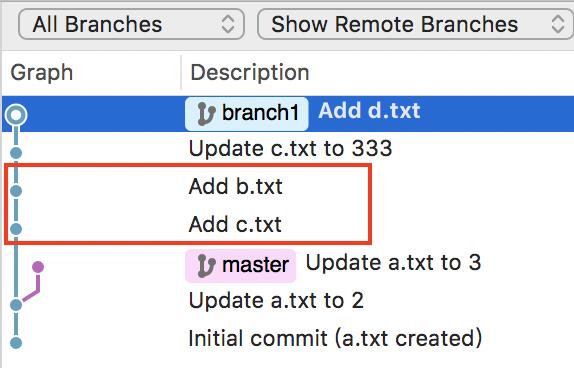 All Branches Show Remote Branches
Graph Description
branch1 Add d.txt
Update c.txt to 333
Add b.txt
Add c.txt
master Update a.txt to 3
Update a.txt to 2
Initial commit (a.txt created)